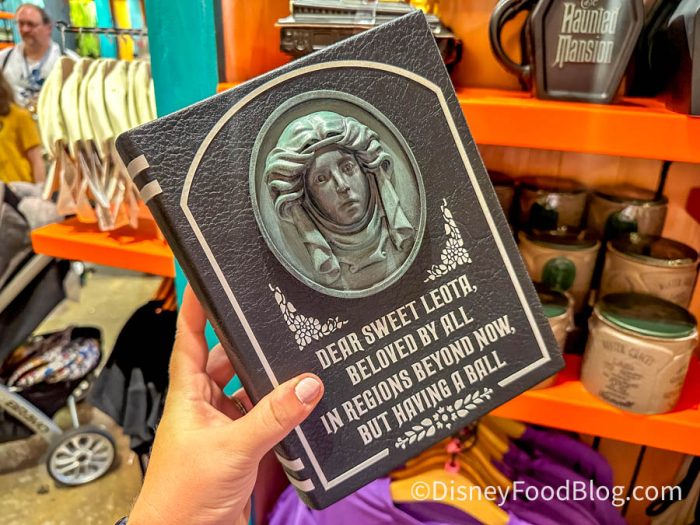 The
Haunted
Mansion
DEAR SWEET LEOTA,
BELOVED BY ALL
IN REGIONS BEYOND NOW,
BUT HAVING A BALL
©DisneyFoodBlog.com